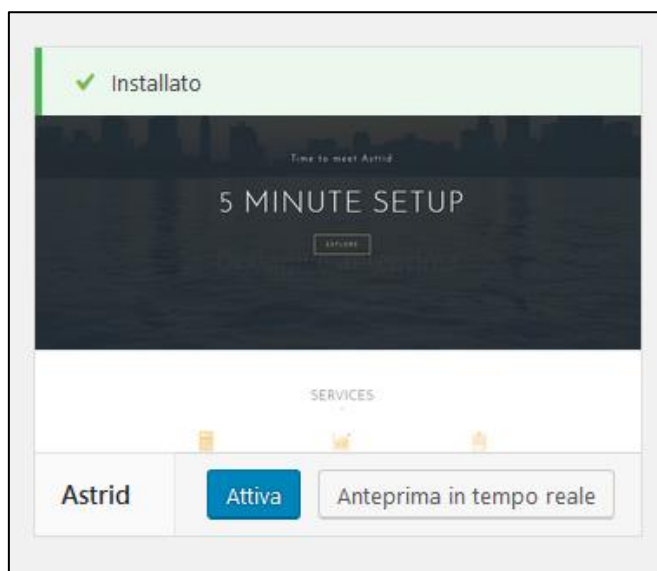 Installato
Time to meet Astrid
5 MINUTE SETUP
EXPLORE
SERVICES
Astrid
Attiva
Anteprima in tempo reale